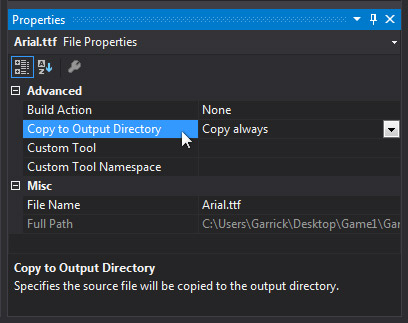 Properties
Arial.ttf File Properties
Advanced
Build Action None
Copy to Output Directory Copy always
Custom Tool
Custom Tool Namespace
Misc
File Name Arial.ttf
Full Path C:\Users\Garrick\Desktop\Game1\Gar
Copy to Output Directory
Specifies the source file will be copied to the output directory.